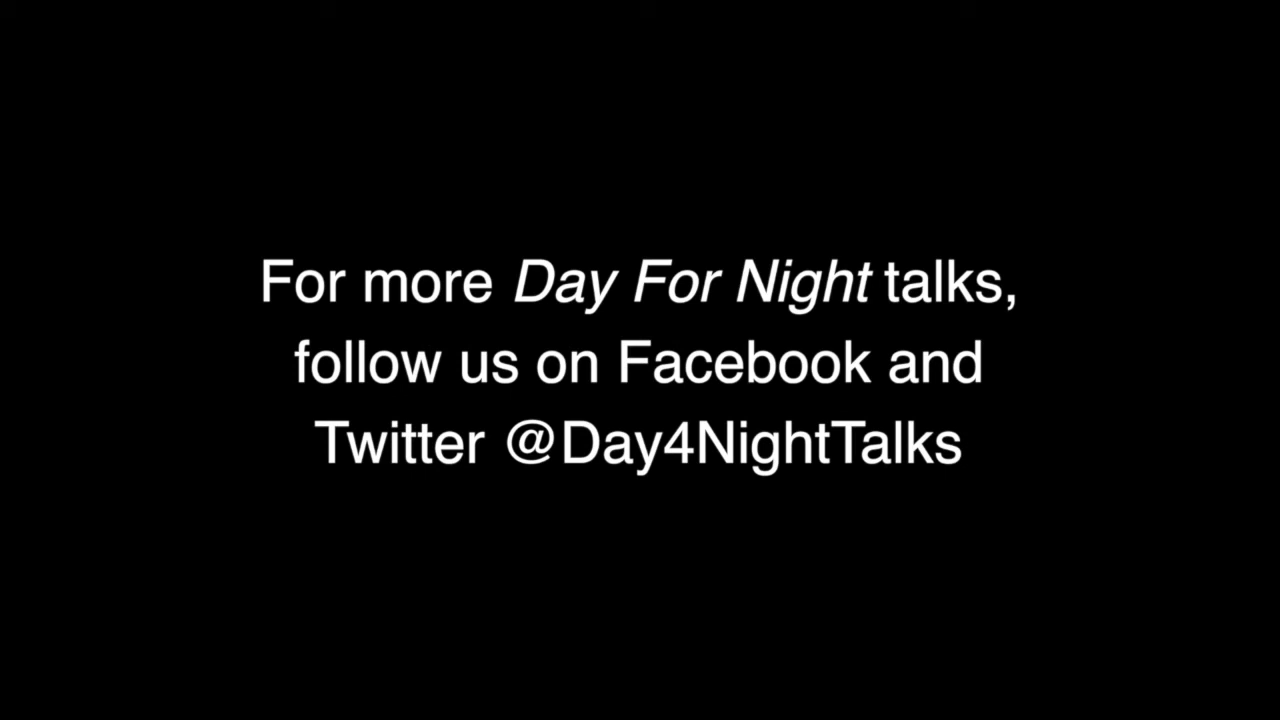 For more Day For Night talks,
follow us on Facebook and
Twitter @Day4NightTalks